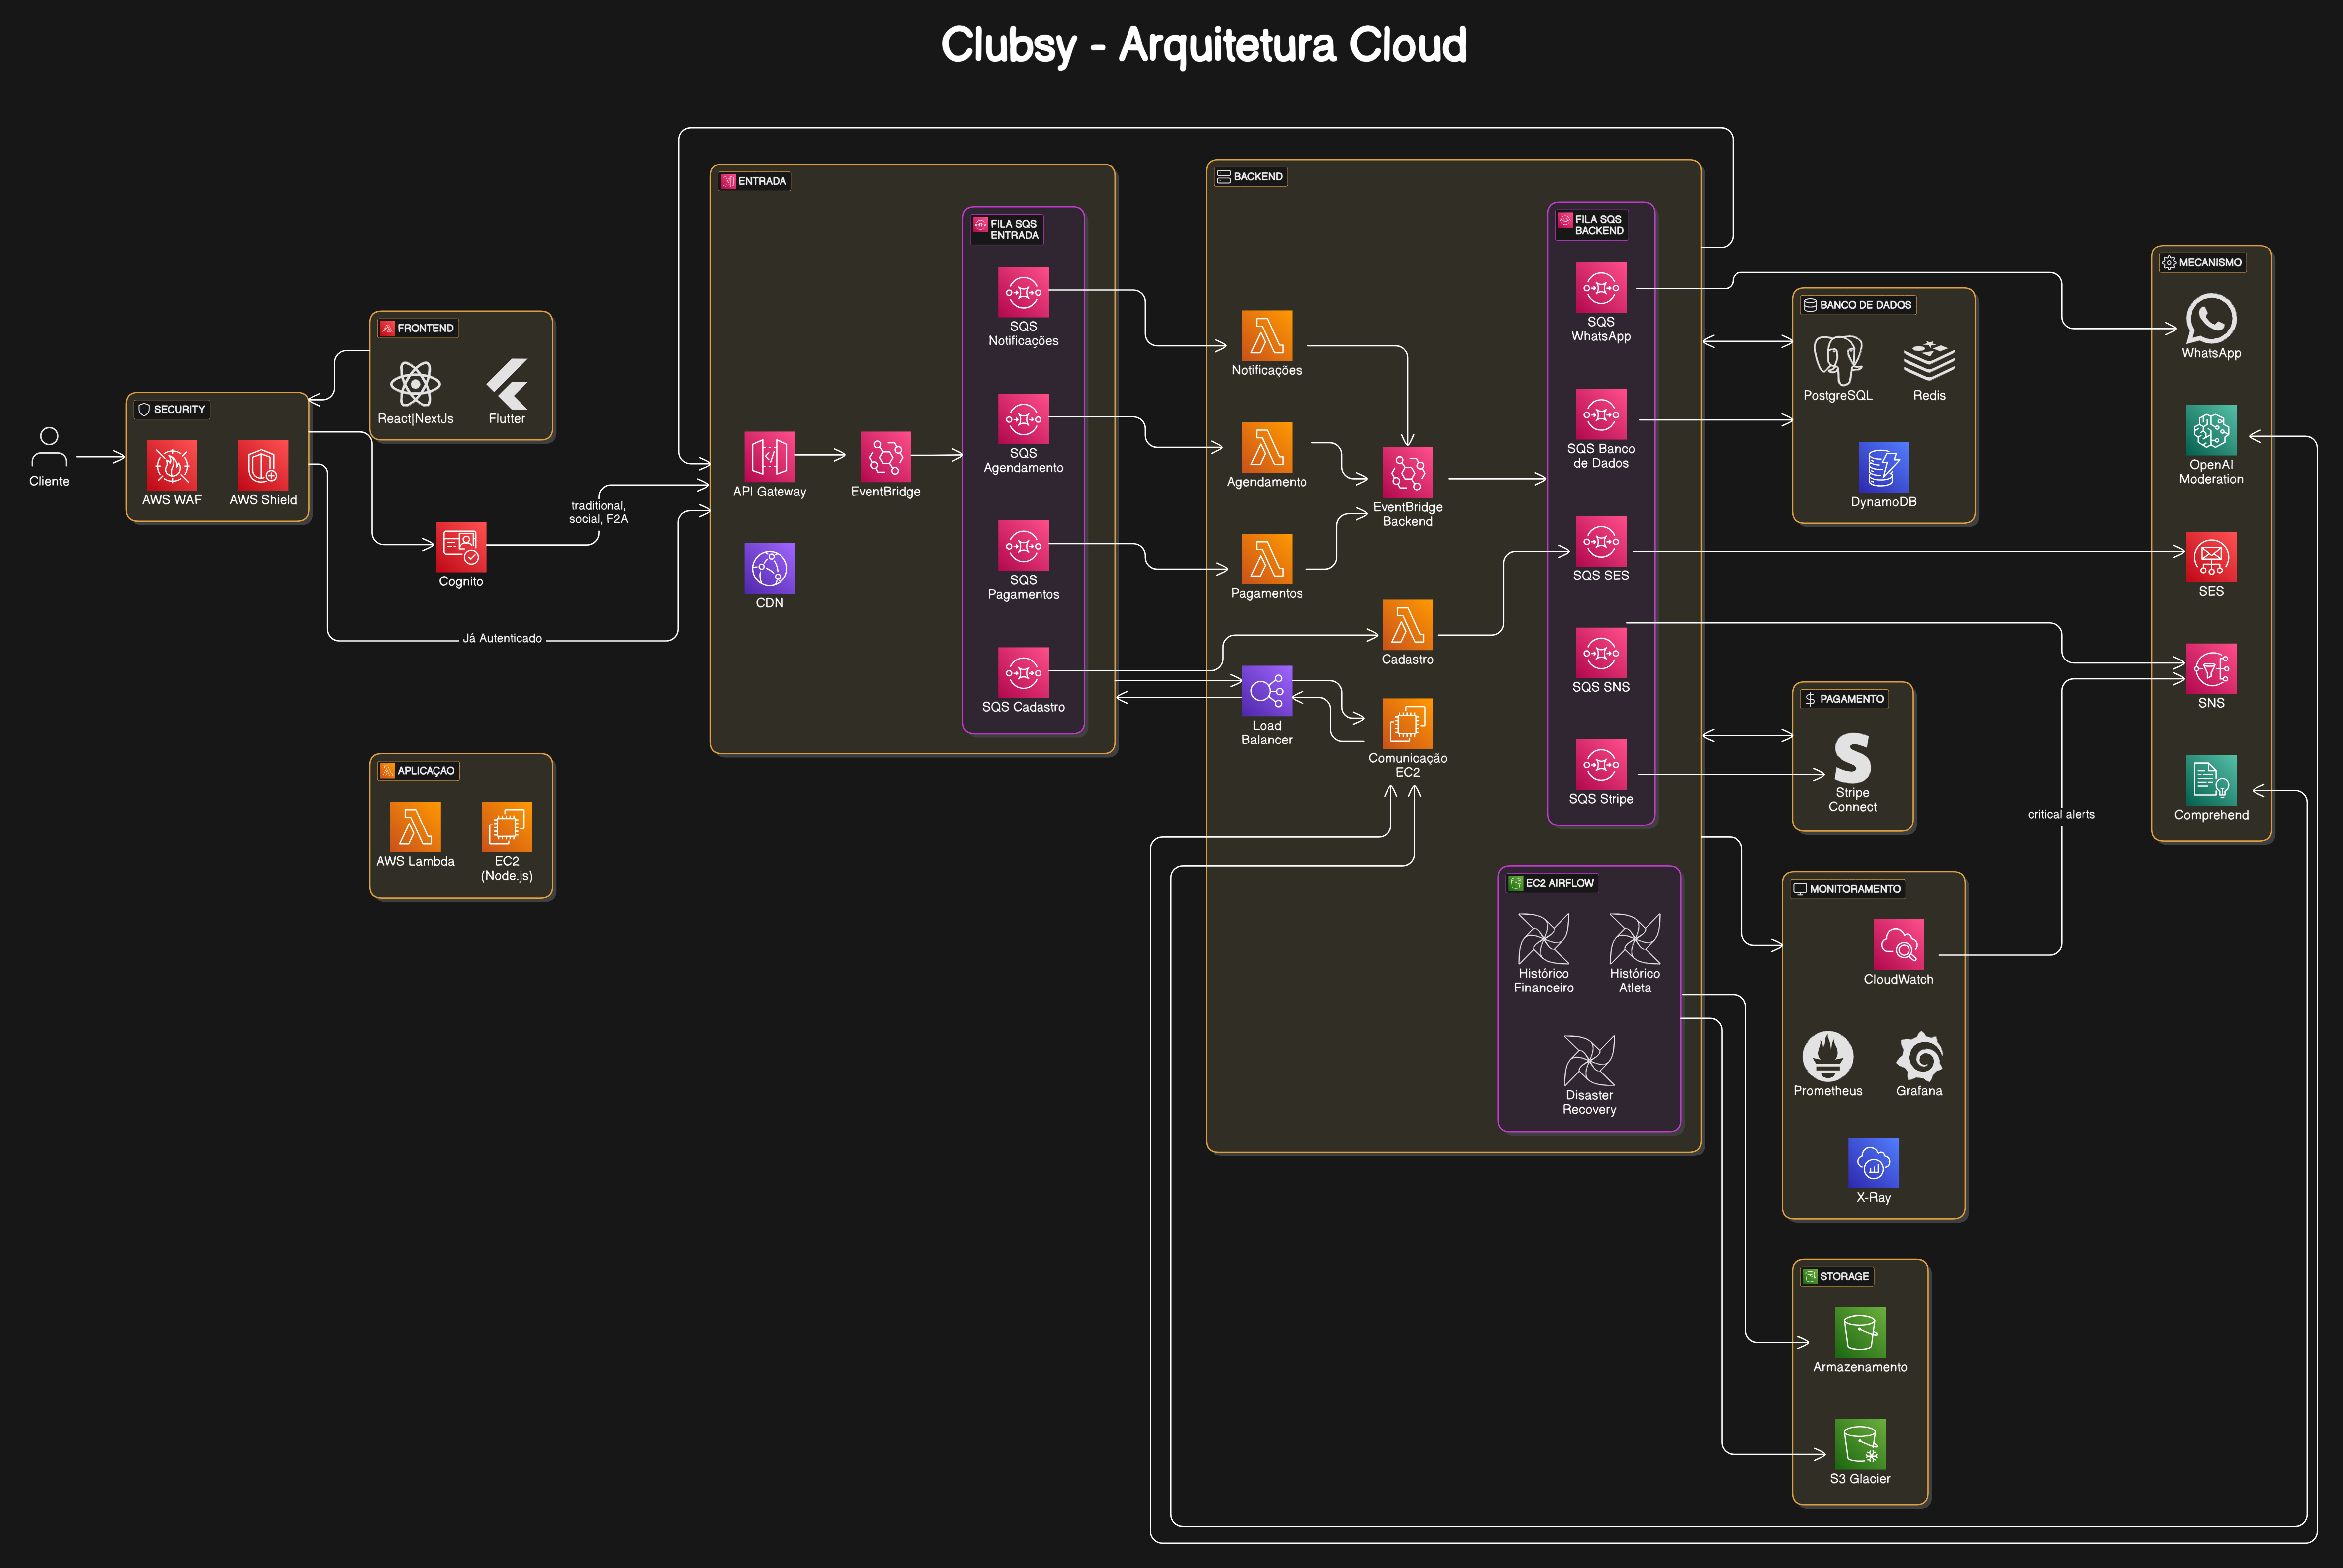 Clubsy - Arquitetura Cloud
Cliente
SECURITY
AWS WAF
AWS Shield
FRONTEND
React|NextJs
Flutter
Cognito
traditional,
social, F2A
Já Autenticado
APLICAÇÃO
AWS Lambda
EC2
(Node.js)
ENTRADA
API Gateway
EventBridge
CDN
FILA SQS
ENTRADA
SQS
Notificações
SQS
Agendamento
SQS
Pagamentos
SQS Cadastro
BACKEND
Notificações
Agendamento
Pagamentos
EventBridge
Backend
Cadastro
Load
Balancer
Comunicação
EC2
FILA SQS
BACKEND
SQS
WhatsApp
SQS Banco
de Dados
SQS SES
SQS SNS
SQS Stripe
EC2 AIRFLOW
Histórico
Financeiro
Histórico
Atleta
Disaster
Recovery
BANCO DE DADOS
PostgreSQL
Redis
DynamoDB
PAGAMENTO
Stripe
Connect
MONITORAMENTO
CloudWatch
Prometheus
Grafana
X-Ray
critical alerts
STORAGE
Armazenamento
S3 Glacier
MECANISMO
WhatsApp
OpenAI
Moderation
SES
SNS
Comprehend